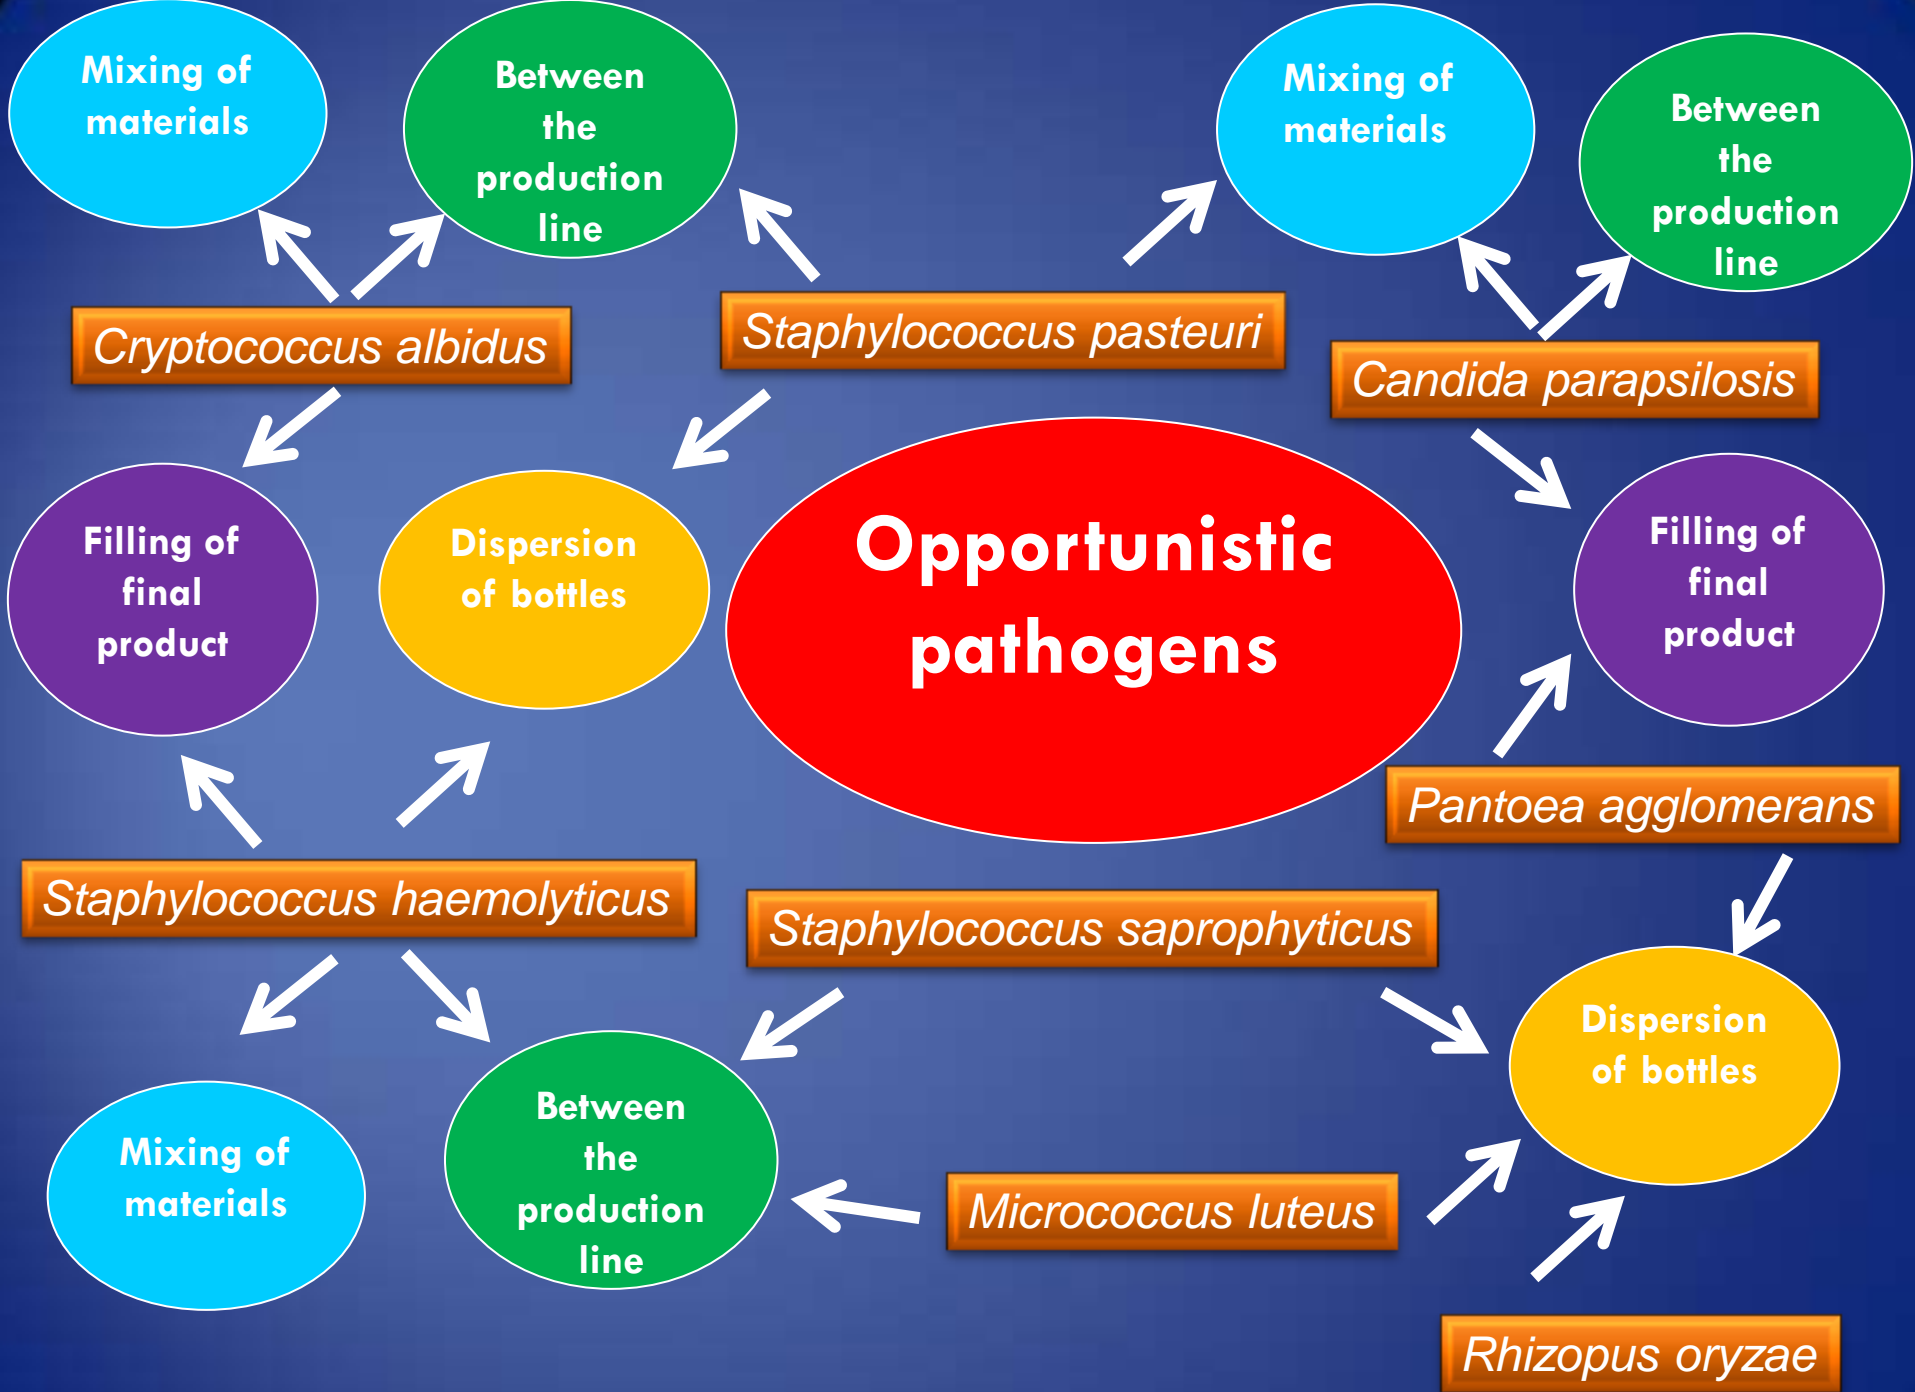 Mixing of
materials
Between
the
production
line
Mixing of
materials
Between
the
production
line
Cryptococcus albidus
Staphylococcus pasteuri
Candida parapsilosis
Filling of
final
product
Dispersion
of bottles
Opportunistic
pathogens
Filling of
final
product
Pantoea agglomerans
Staphylococcus haemolyticus
Staphylococcus saprophyticus
Dispersion
of bottles
Mixing of
materials
Between
the
production
line
Micrococcus luteus
Rhizopus oryzae